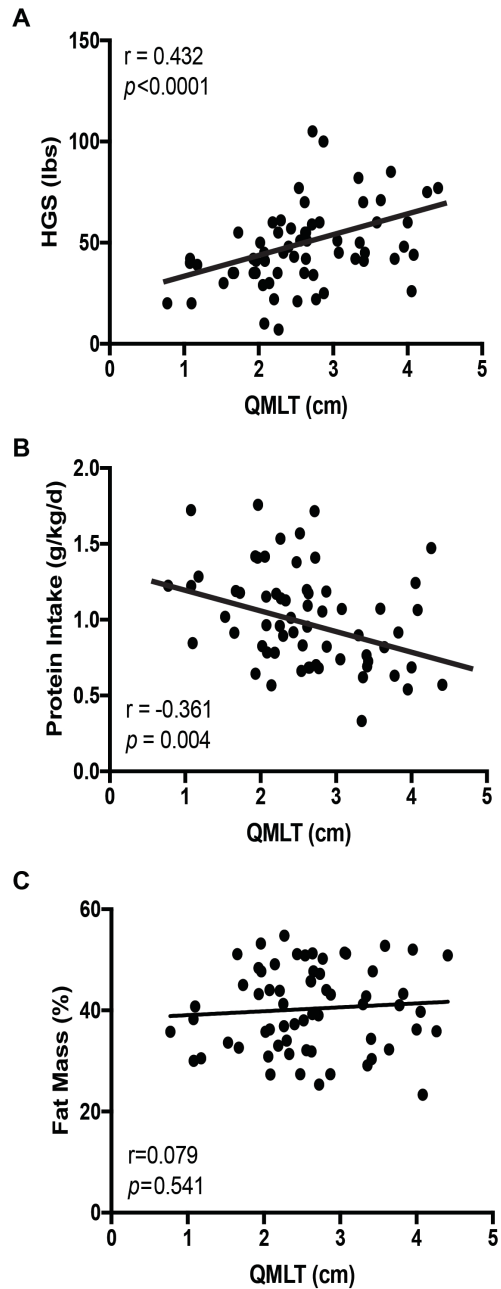 A
150
r = 0.432
p<0.0001
100
HGS (lbs)
50
0
0 1 2 3 4 5
QMLT (cm)
B
2.0
1.5
Protein Intake (g/kg/d)
1.0
0.5
r = -0.361
p = 0.004
0.0
0 1 2 3 4 5
QMLT (cm)
C
60
40
Fat Mass (%)
20
r=0.079
p=0.541
0
0 1 2 3 4 5
QMLT (cm)